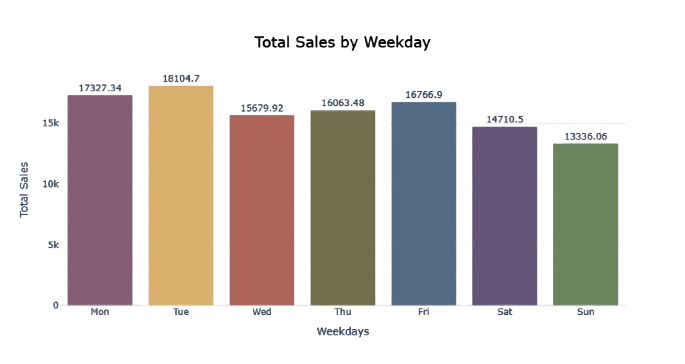 Total Sales by Weekday
17327.34
18104.7
15679.92
16063.48
16766.9
14710.5
13336.06
Total Sales
15k
10k
5k
0
Mon Tue Wed Thu Fri Sat Sun
Weekdays